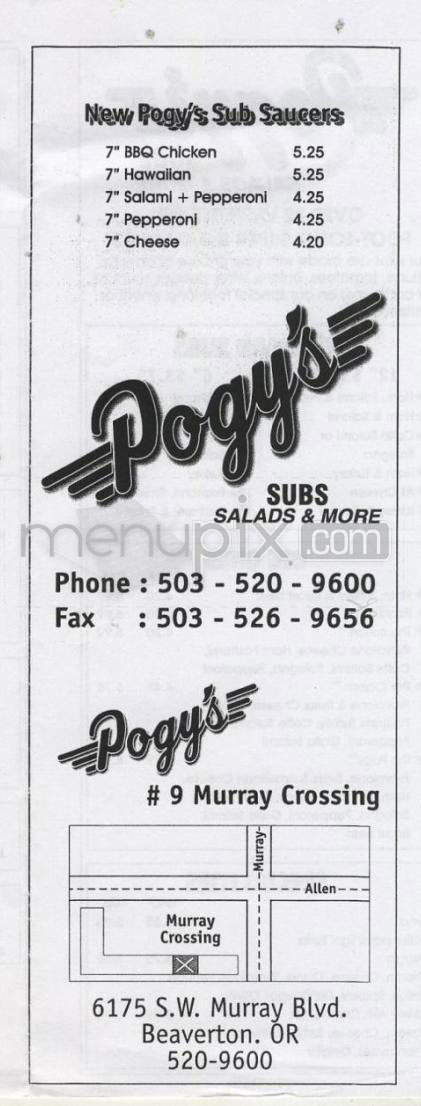 New Pogy's Sub Saucers
7" BBQ Chicken 5.25
7" Hawaiian 5.25
7" Salami + Pepperoni 4.25
7" Pepperoni 4.25
7" Cheese 4.20
Pogy's
SUBS
SALADS & MORE
menupix.com
Phone : 503 - 520 - 9600
Fax : 503 - 526 - 9656
Pogy's
# 9 Murray Crossing
Murray
Allen
Murray
Crossing
6175 S.W. Murray Blvd.
Beaverton. OR
520-9600